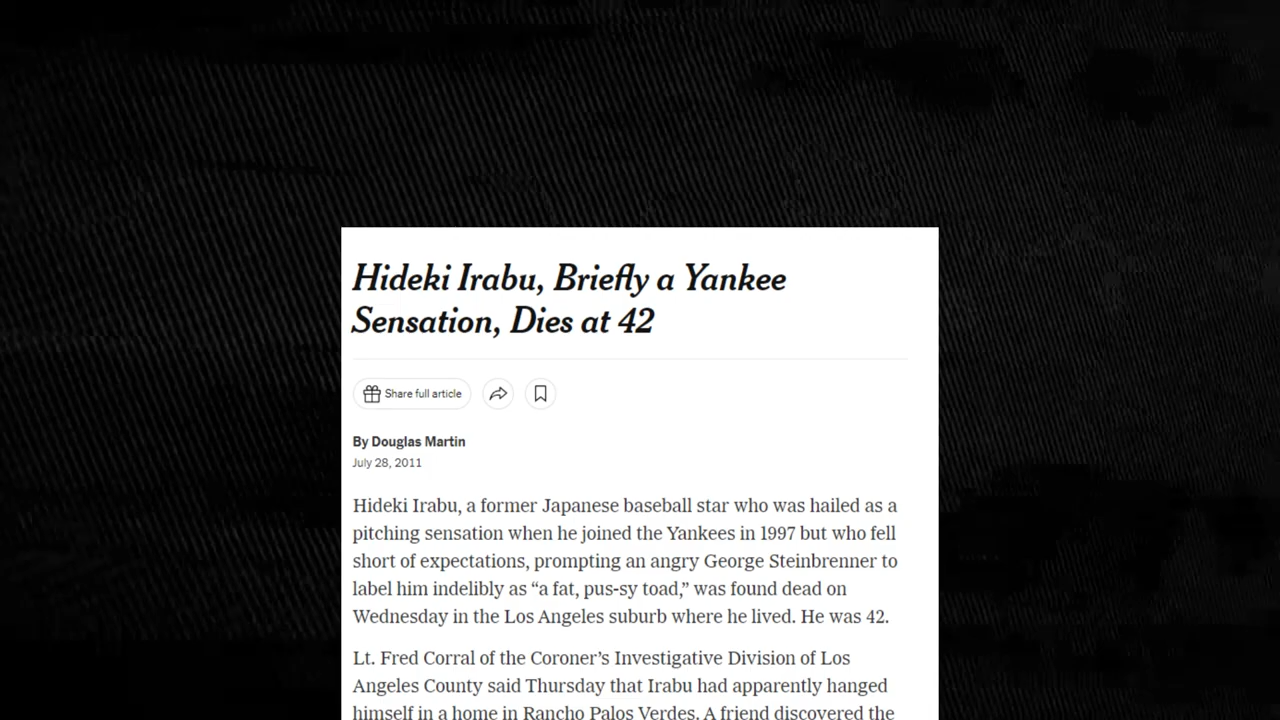 Hideki Irabu, Briefly a Yankee
Sensation, Dies at 42
Share full article
By Douglas Martin
July 28, 2011
Hideki Irabu, a former Japanese baseball star who was hailed as a
pitching sensation when he joined the Yankees in 1997 but who fell
short of expectations, prompting an angry George Steinbrenner to
label him indelibly as “a fat, pus-sy toad,” was found dead on
Wednesday in the Los Angeles suburb where he lived. He was 42.
Lt. Fred Corral of the Coroner’s Investigative Division of Los
Angeles County said Thursday that Irabu had apparently hanged
himself in a home in Rancho Palos Verdes. A friend discovered the